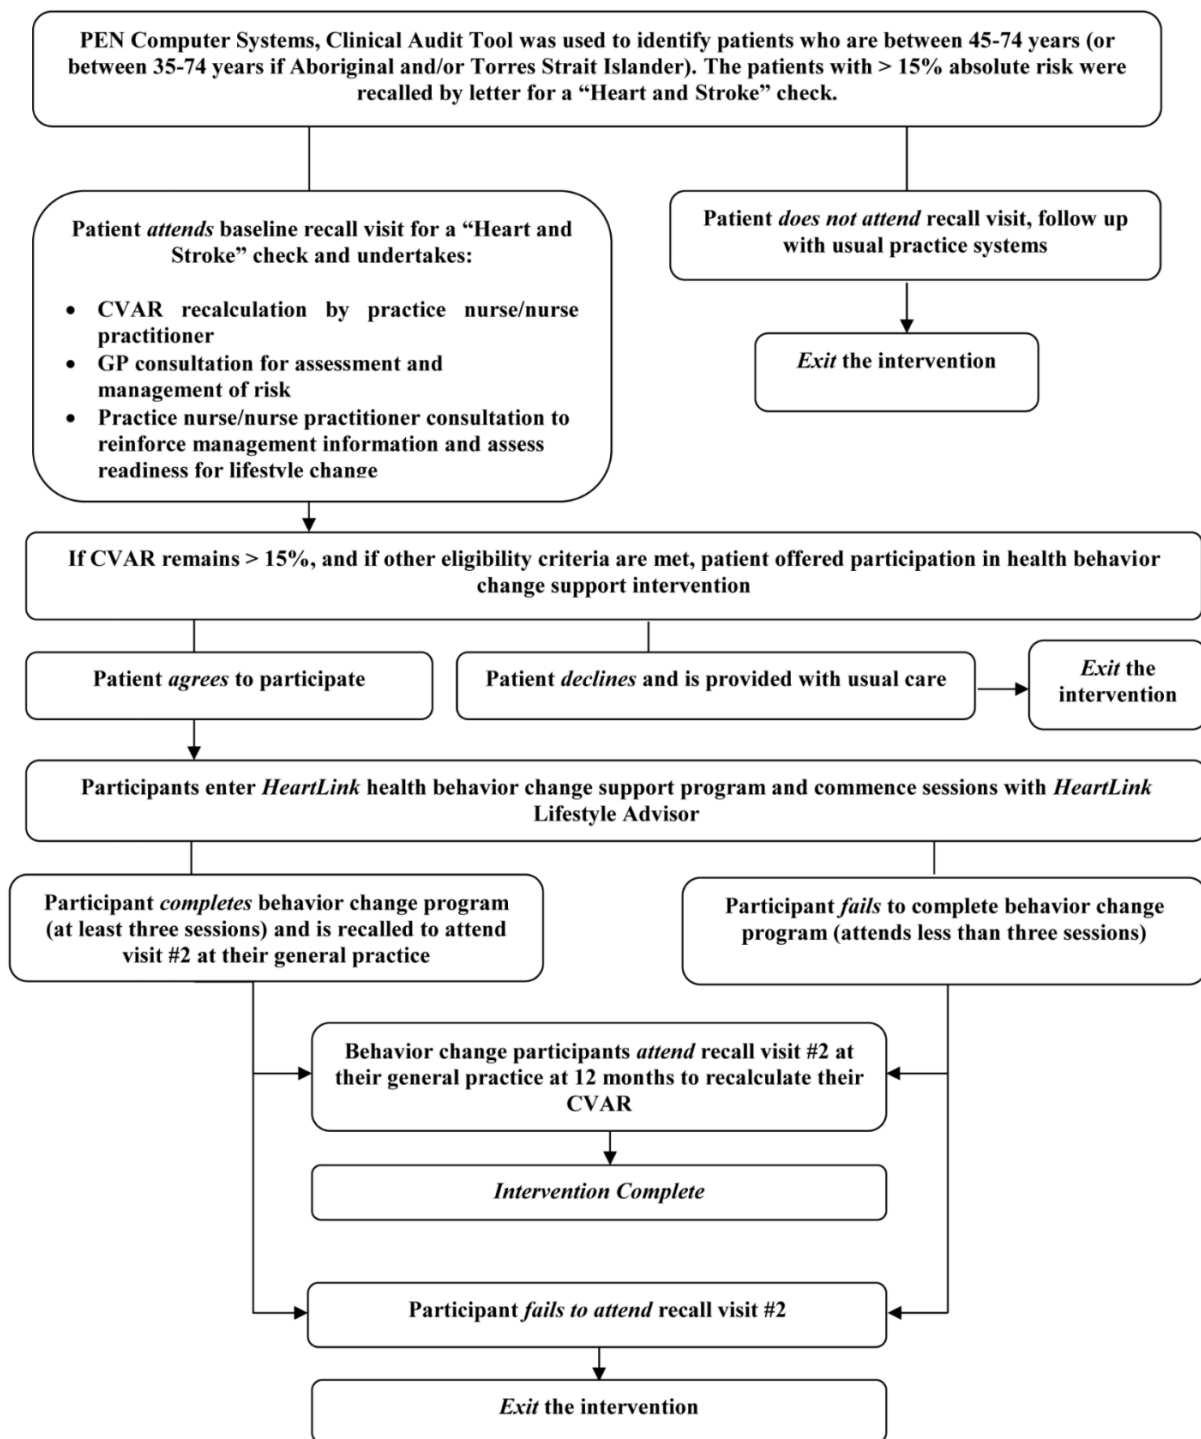 PEN Computer Systems, Clinical Audit Tool was used to identify patients who are between 45-74 years (or
between 35-74 years if Aboriginal and/or Torres Strait Islander). The patients with > 15% absolute risk were
recalled by letter for a “Heart and Stroke” check.
Patient attends baseline recall visit for a “Heart and
Stroke” check and undertakes:
• CVAR recalculation by practice nurse/nurse
practitioner
• GP consultation for assessment and
management of risk
• Practice nurse/nurse practitioner consultation to
reinforce management information and assess
readiness for lifestyle change
Patient does not attend recall visit, follow up
with usual practice systems
Exit the intervention
If CVAR remains > 15%, and if other eligibility criteria are met, patient offered participation in health behavior
change support intervention
Patient agrees to participate
Patient declines and is provided with usual care
Exit the
intervention
Participants enter HeartLink health behavior change support program and commence sessions with HeartLink
Lifestyle Advisor
Participant completes behavior change program
(at least three sessions) and is recalled to attend
visit #2 at their general practice
Participant fails to complete behavior change
program (attends less than three sessions)
Behavior change participants attend recall visit #2 at
their general practice at 12 months to recalculate their
CVAR
Intervention Complete
Participant fails to attend recall visit #2
Exit the intervention